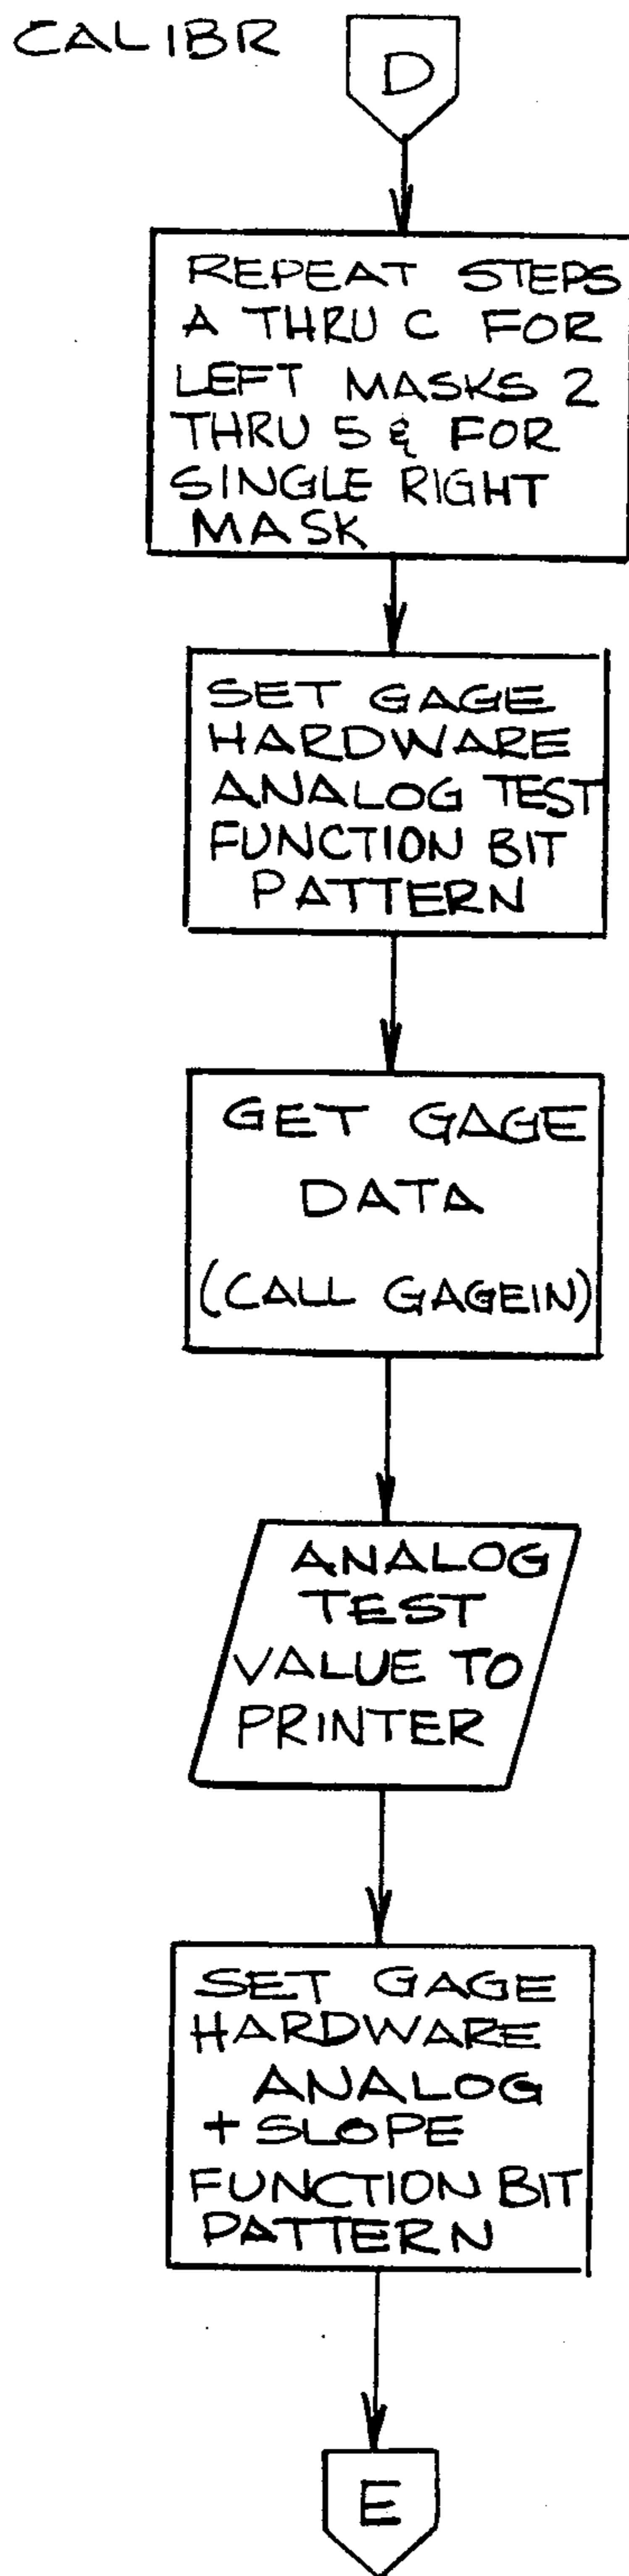 CALIBR
D
REPEAT STEPS
A THRU C FOR
LEFT MASKS 2
THRU 5 & FOR
SINGLE RIGHT
MASK
SET GAGE
HARDWARE
ANALOG TEST
FUNCTION BIT
PATTERN
GET GAGE
DATA
(CALL GAGEIN)
ANALOG
TEST
VALUE TO
PRINTER
SET GAGE
HARDWARE
ANALOG
+ SLOPE
FUNCTION BIT
PATTERN
E